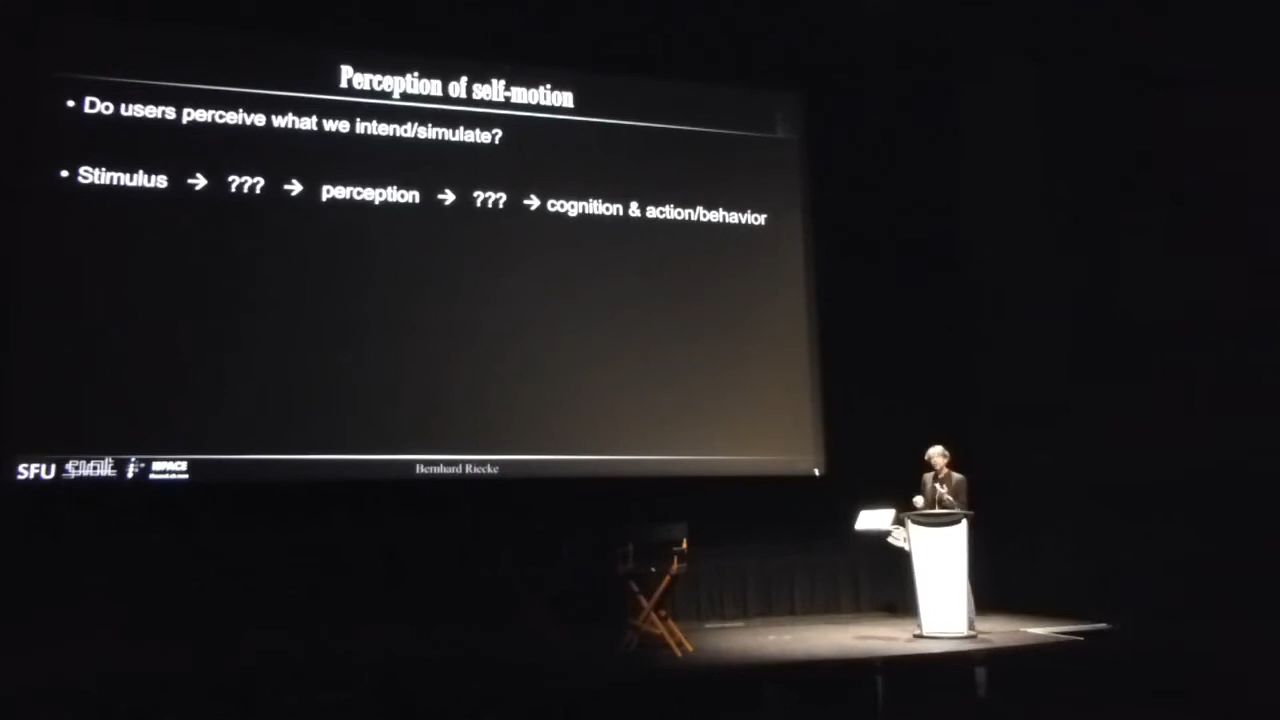 Perception of self-motion
• Do users perceive what we intend/simulate?
• Stimulus → ??? → perception → ??? → cognition & action/behavior
SFU
iSPACE
Bernhard Riecke